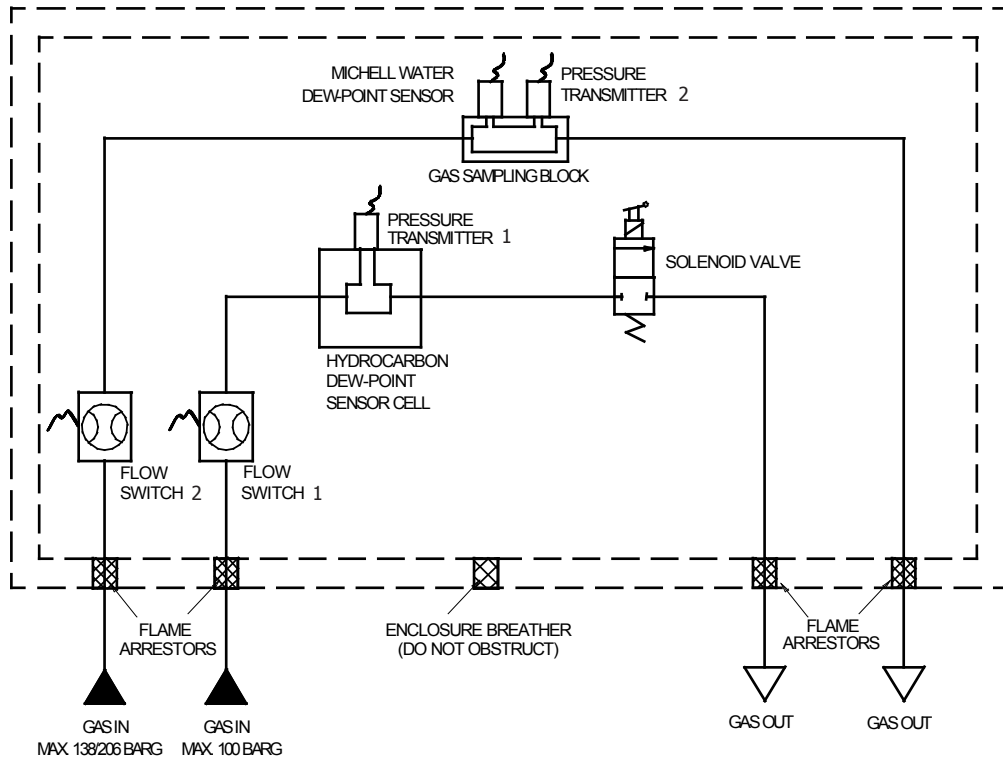 MICHELL WATER
DEW-POINT SENSOR
PRESSURE
TRANSMITTER 2
GAS SAMPLING BLOCK
PRESSURE
TRANSMITTER 1
SOLENOID VALVE
HYDROCARBON
DEW-POINT
SENSOR CELL
FLOW
SWITCH 2
FLOW
SWITCH 1
FLAME
ARRESTORS
ENCLOSURE BREATHER
(DO NOT OBSTRUCT)
FLAME
ARRESTORS
GAS IN
MAX. 138/206 BARG
GAS IN
MAX. 100 BARG
GAS OUT
GAS OUT